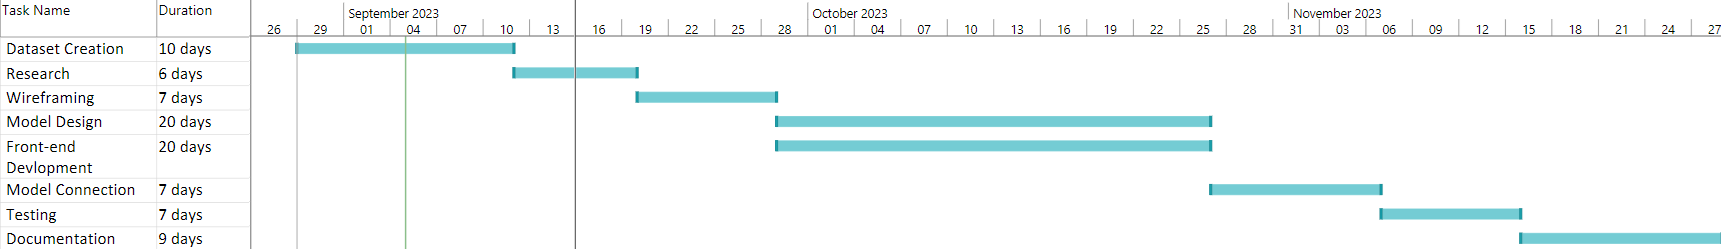 Task Name Duration
September 2023 October 2023 November 2023
26 29 01 04 07 10 13 16 19 22 25 28 01 04 07 10 13 16 19 22 25 28 31 03 06 09 12 15 18 21 24 27
Dataset Creation 10 days
Research 6 days
Wireframing 7 days
Model Design 20 days
Front-end 20 days
Devlopment
Model Connection 7 days
Testing 7 days
Documentation 9 days